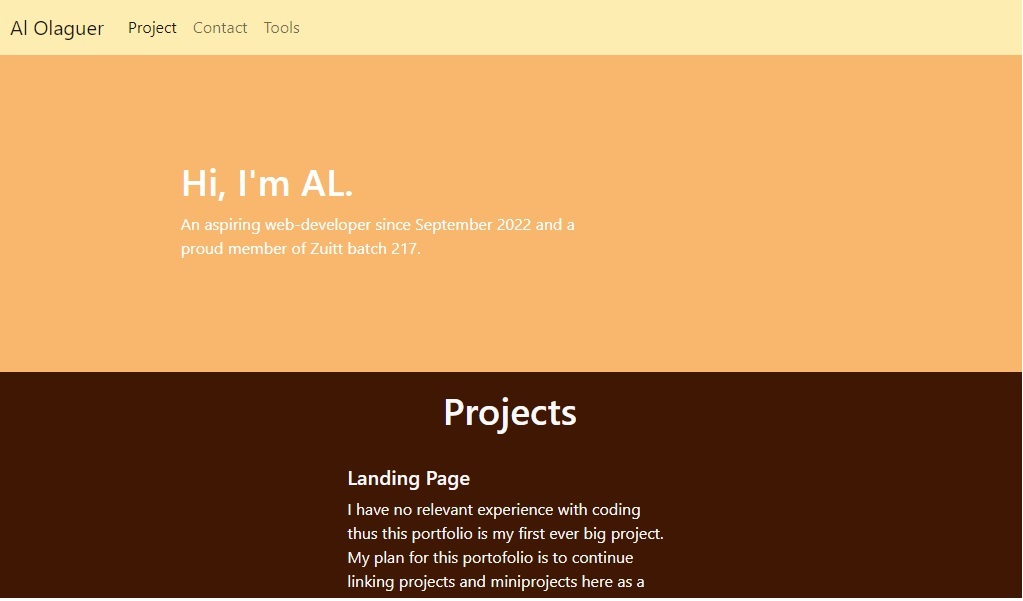 Al Olaguer Project Contact Tools
Hi, I'm AL.
An aspiring web-developer since September 2022 and a
proud member of Zuitt batch 217.
Projects
Landing Page
I have no relevant experience with coding
thus this portfolio is my first ever big project.
My plan for this portofolio is to continue
linking projects and miniprojects here as a